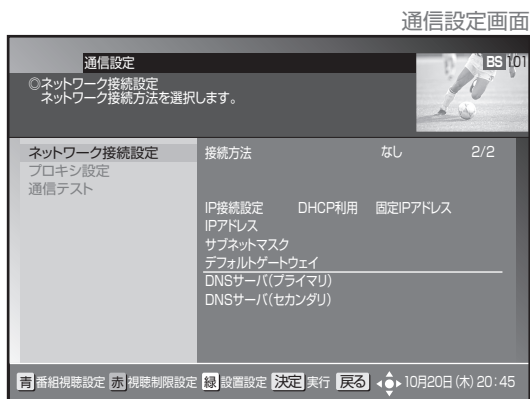 通信設定画面
通信設定
BS 101
◎ネットワーク接続設定
ネットワーク接続方法を選択します。
ネットワーク接続設定
プロキシ設定
通信テスト
接続方法 なし 2/2
IP接続設定 DHCP利用 固定IPアドレス
IPアドレス
サブネットマスク
デフォルトゲートウェイ
DNSサーバ(プライマリ)
DNSサーバ(セカンダリ)
青 番組視聴設定 赤 視聴制限設定 緑 設置設定 決定 実行 戻る 10月20日(木)20:45